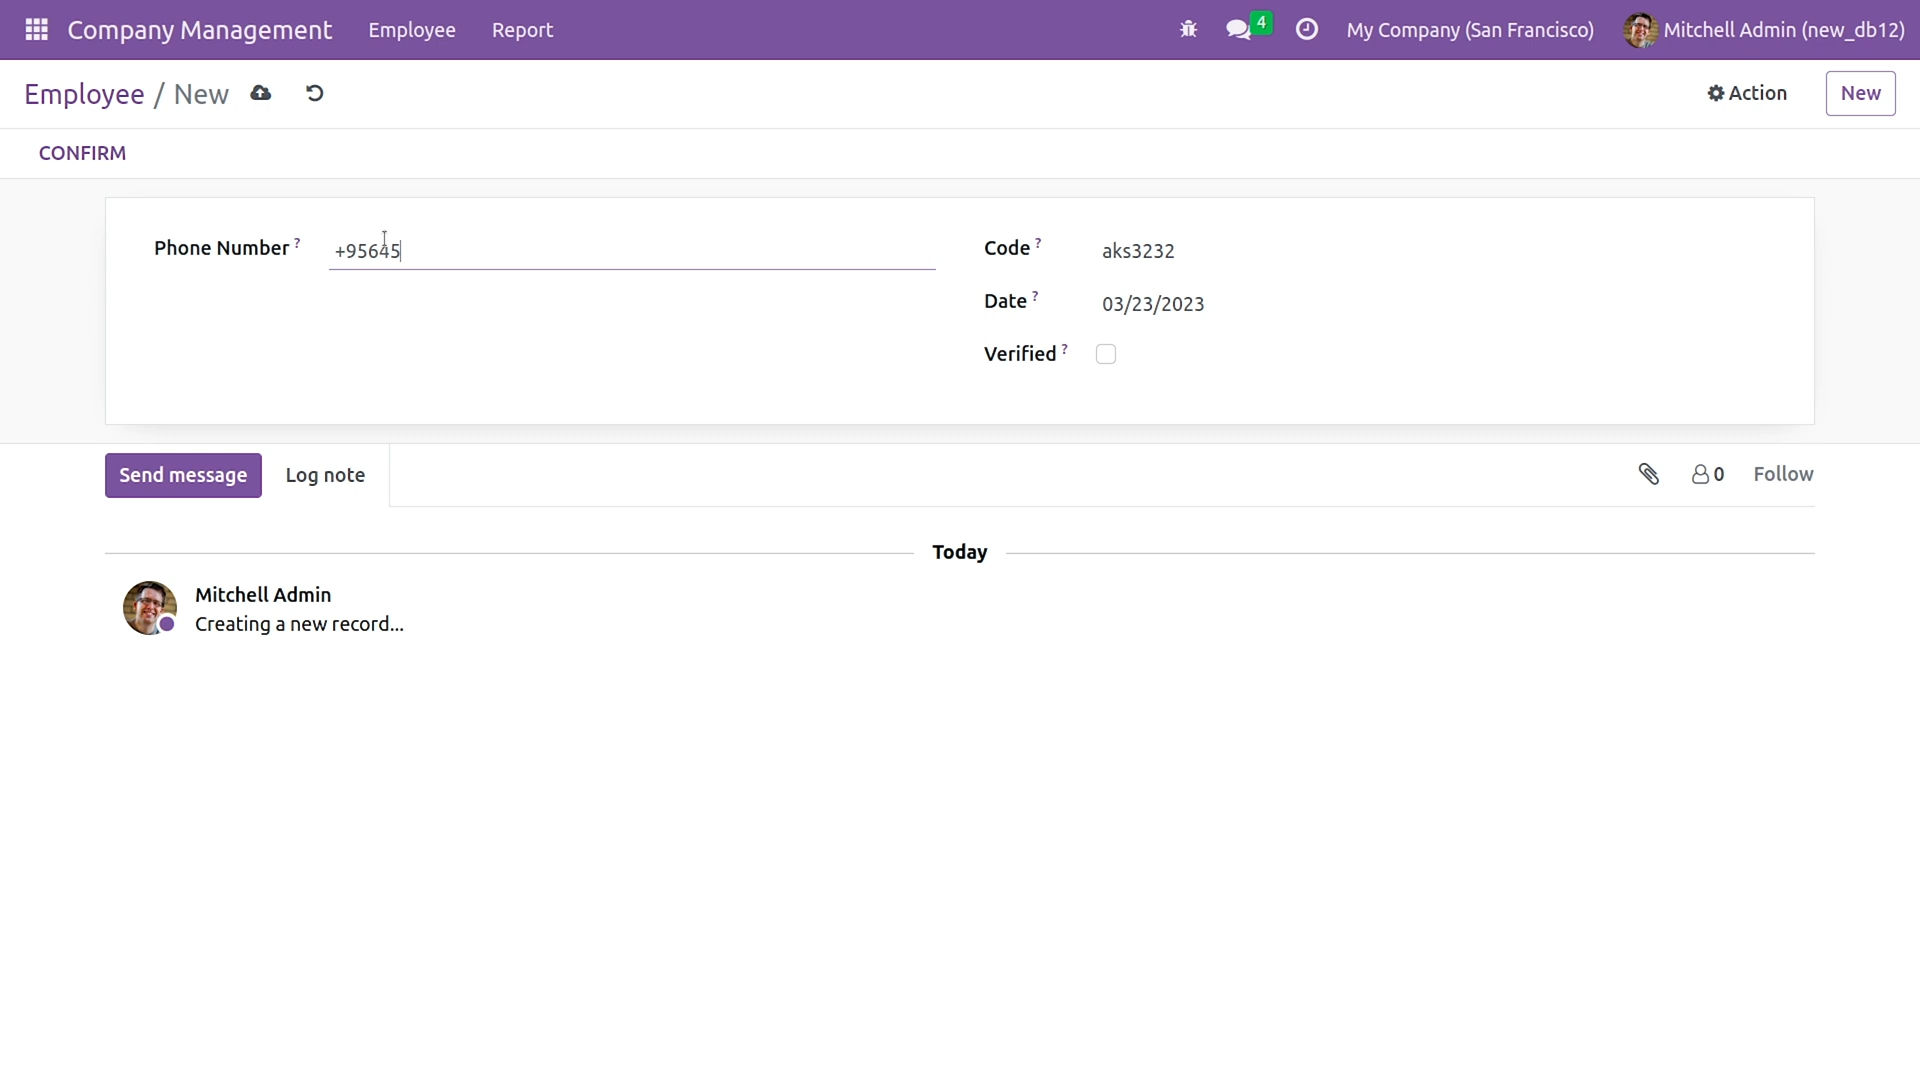 Company Management Employee Report 4 My Company (San Francisco) Mitchell Admin (new_db12)
Employee / New Action New
CONFIRM
Phone Number ? +95645 Code ? aks3232
Date ? 03/23/2023
Verified ?
Send message Log note 0 Follow
Today
Mitchell Admin
Creating a new record...